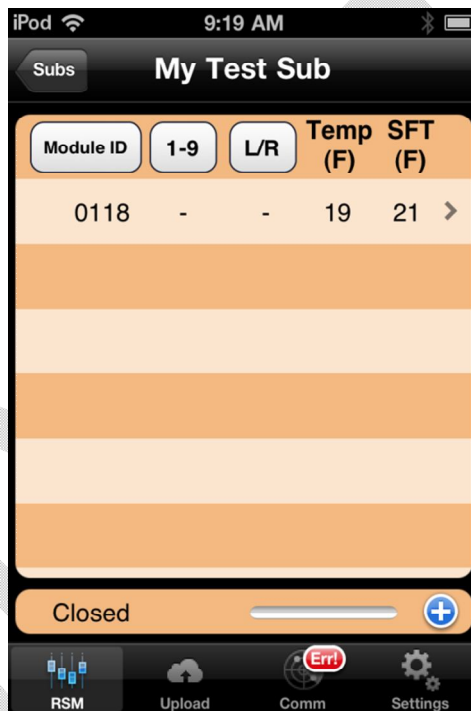 iPod 9:19 AM
Subs My Test Sub
Module ID 1-9 L/R Temp (F) SFT (F)
0118 - - 19 21 >
Closed
Err!
RSM Upload Comm Settings